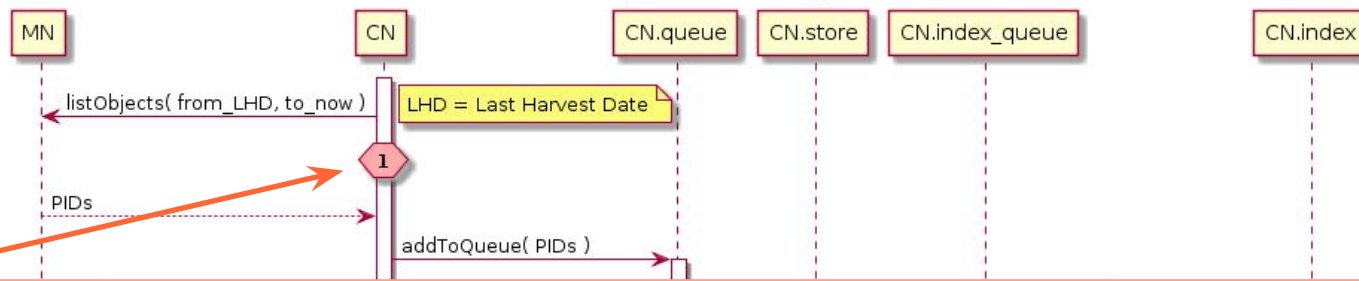 MN CN CN.queue CN.store CN.index_queue CN.index
listObjects( from_LHD, to_now ) LHD = Last Harvest Date
1
PIDs
addToQueue( PIDs )